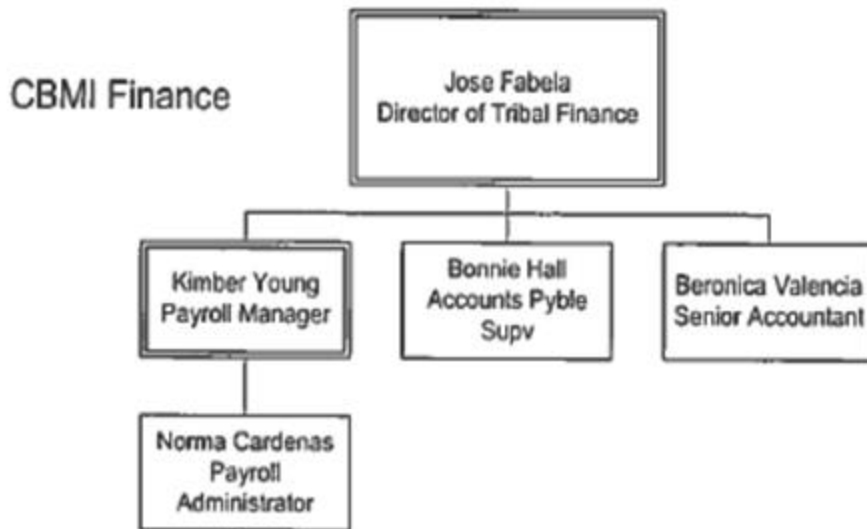 CBMI Finance
Jose Fabela
Director of Tribal Finance
Kimber Young
Payroll Manager
Bonnie Hall
Accounts Pyble
Supv
Beronica Valencia
Senior Accountant
Norma Cardenas
Payroll
Administrator